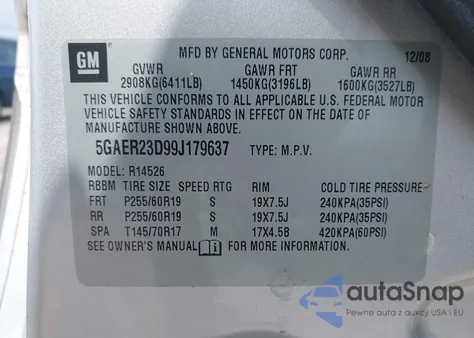 GM
MFD BY GENERAL MOTORS CORP. 12/08
GVWR GAWR FRT GAWR RR
2908KG(6411LB) 1450KG(3196LB) 1600KG(3527LB)
THIS VEHICLE CONFORMS TO ALL APPLICABLE U.S. FEDERAL MOTOR
VEHICLE SAFETY STANDARDS IN EFFECT ON THE DATE OF
MANUFACTURE SHOWN ABOVE.
5GAER23D99J179637 TYPE: M.P.V.
MODEL: R14526
RBBM TIRE SIZE SPEED RTG RIM COLD TIRE PRESSURE
FRT P255/60R19 S 19X7.5J 240KPA(35PSI)
RR P255/60R19 S 19X7.5J 240KPA(35PSI)
SPA T145/70R17 M 17X4.5B 420KPA(60PSI)
SEE OWNER'S MANUAL i FOR MORE INFORMATION.
autoSnap
Pewne auta z aukcji USA i EU